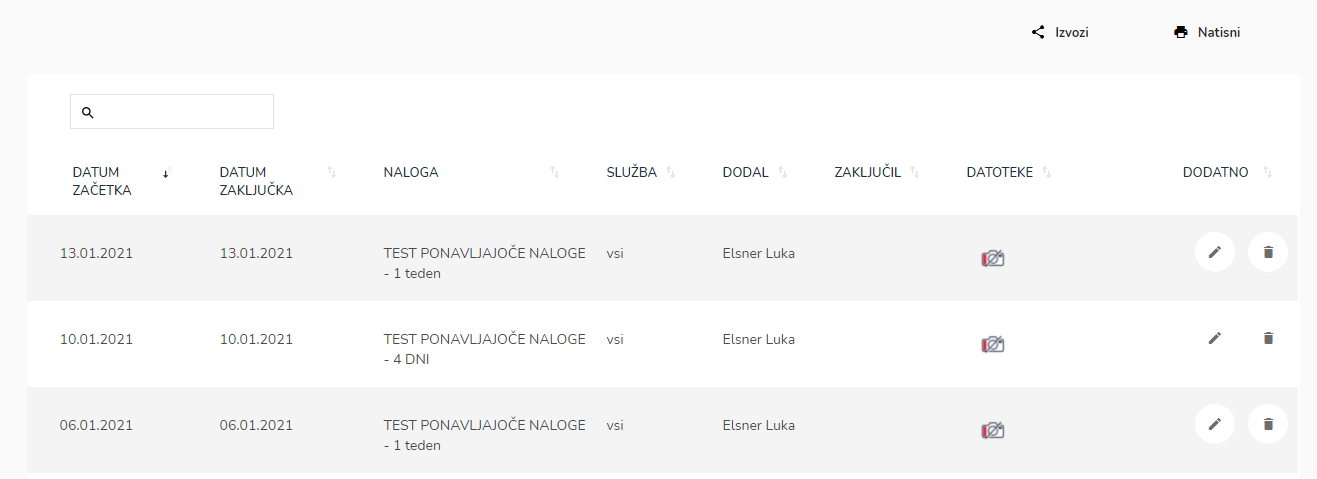 Izvozi Natisni
DATUM ZAČETKA DATUM ZAKLJUČKA NALOGA SLUŽBA DODAL ZAKLJUČIL DATOTEKE DODATNO
13.01.2021 13.01.2021 TEST PONAVLJAJOČE NALOGE vsi Elsner Luka
- 1 teden
10.01.2021 10.01.2021 TEST PONAVLJAJOČE NALOGE vsi Elsner Luka
- 4 DNI
06.01.2021 06.01.2021 TEST PONAVLJAJOČE NALOGE vsi Elsner Luka
- 1 teden